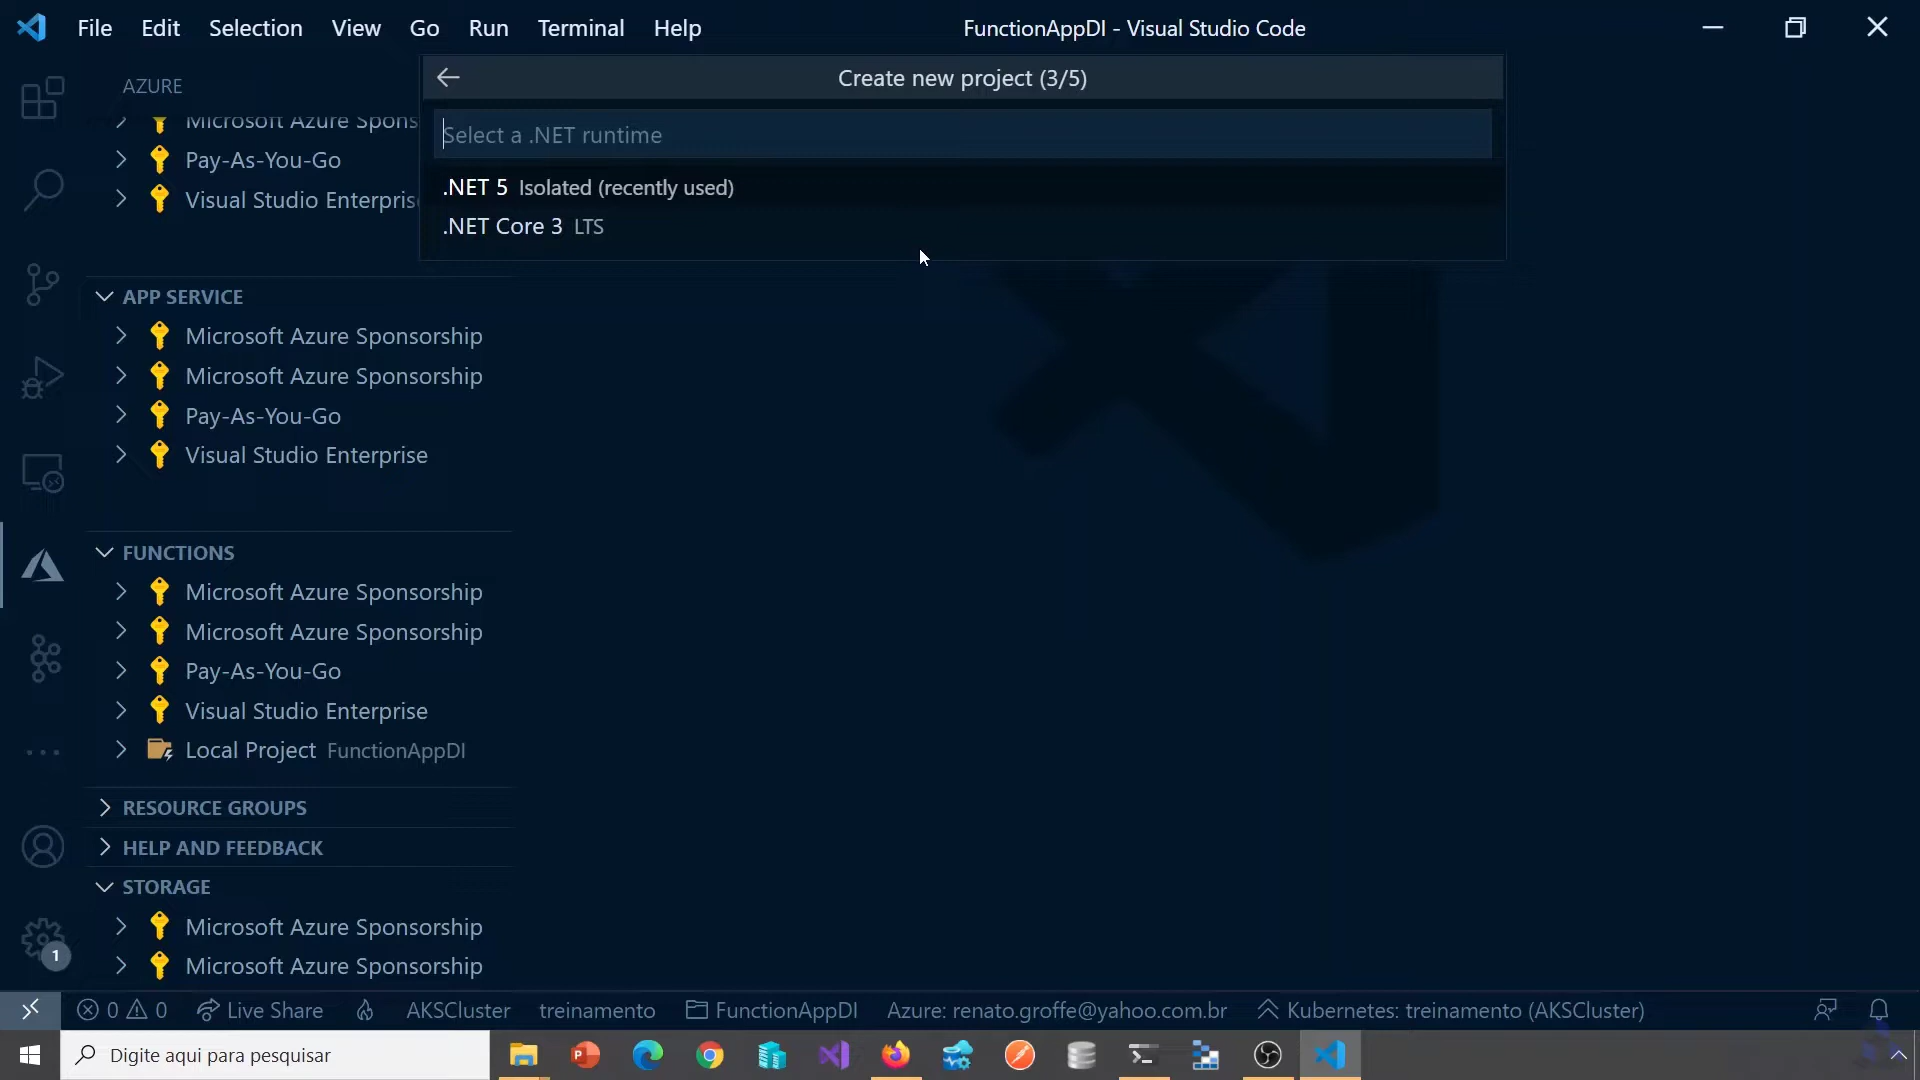 File Edit Selection View Go Run Terminal Help
FunctionAppDI - Visual Studio Code
AZURE
Microsoft Azure Spons
Pay-As-You-Go
Visual Studio Enterpris
Create new project (3/5)
Select a .NET runtime
.NET 5 Isolated (recently used)
.NET Core 3 LTS
APP SERVICE
Microsoft Azure Sponsorship
Microsoft Azure Sponsorship
Pay-As-You-Go
Visual Studio Enterprise
FUNCTIONS
Microsoft Azure Sponsorship
Microsoft Azure Sponsorship
Pay-As-You-Go
Visual Studio Enterprise
Local Project FunctionAppDI
RESOURCE GROUPS
HELP AND FEEDBACK
STORAGE
Microsoft Azure Sponsorship
Microsoft Azure Sponsorship
1
0 0 Live Share AKSCluster treinamento FunctionAppDI Azure: renato.groffe@yahoo.com.br Kubernetes: treinamento (AKSCluster)
Digite aqui para pesquisar